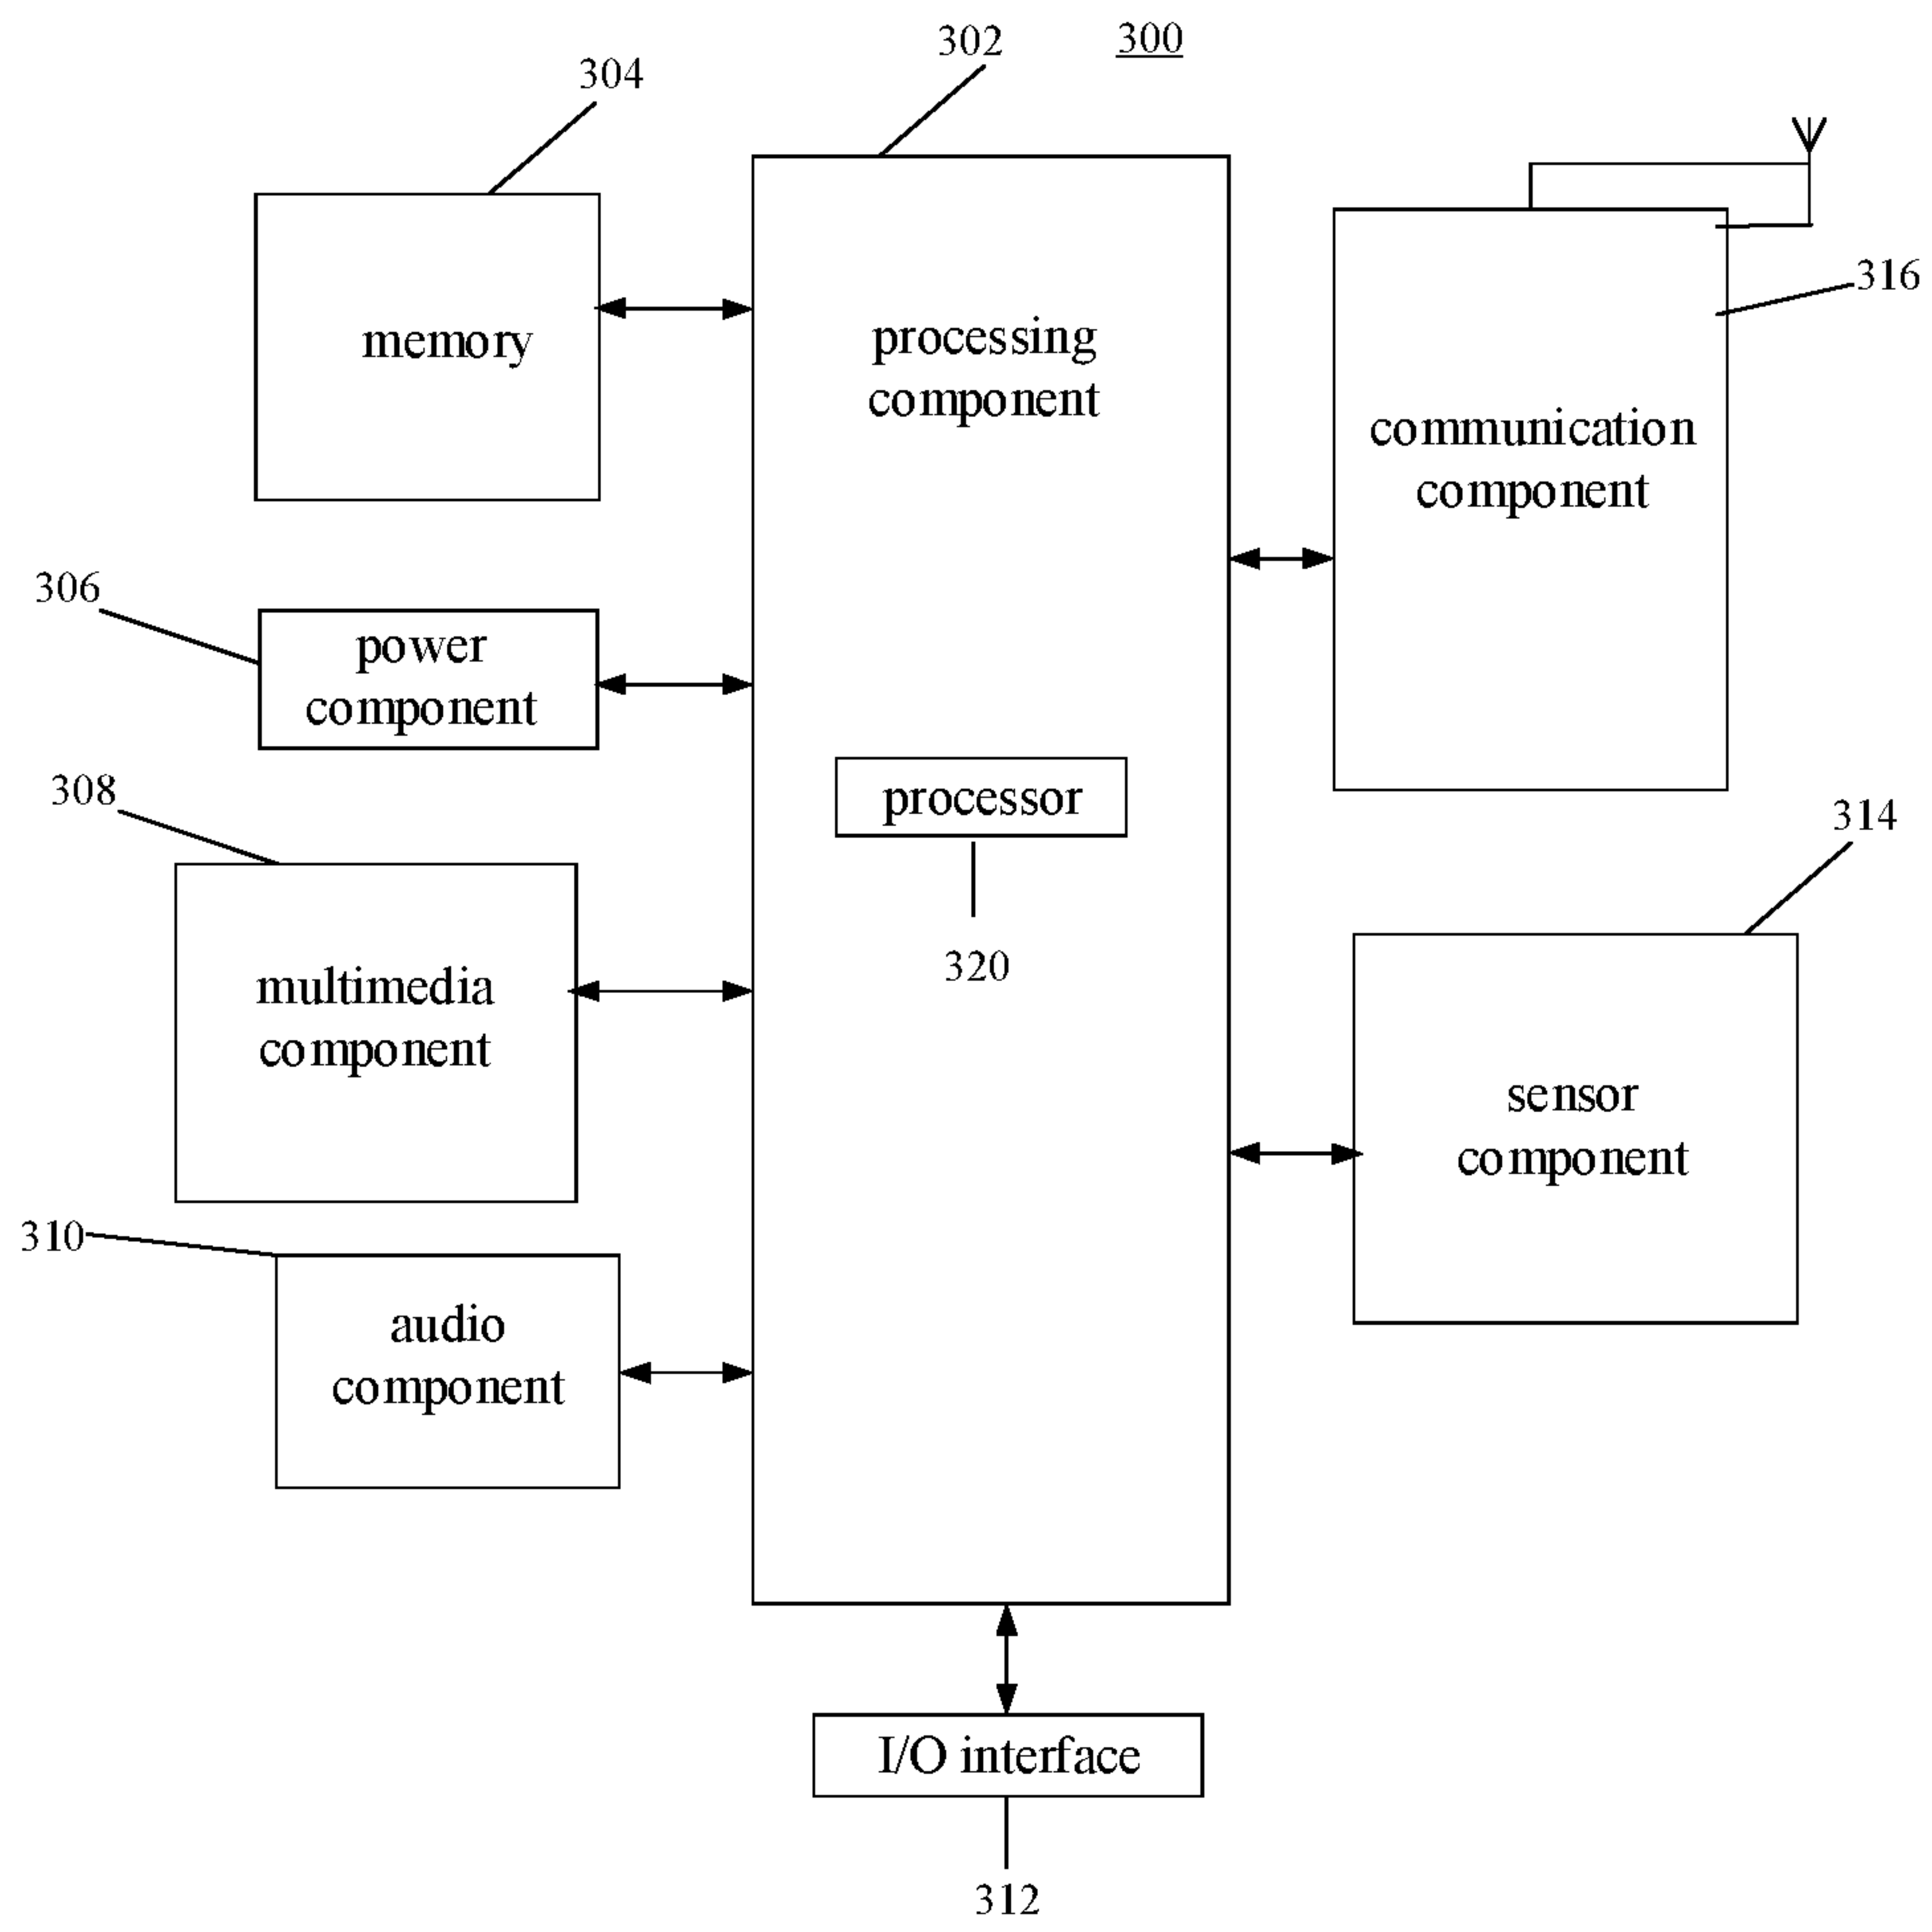 302
300
304
316
memory
processing
component
communication
component
306
power
component
308
processor
314
320
multimedia
component
sensor
component
310
audio
component
I/O interface
312